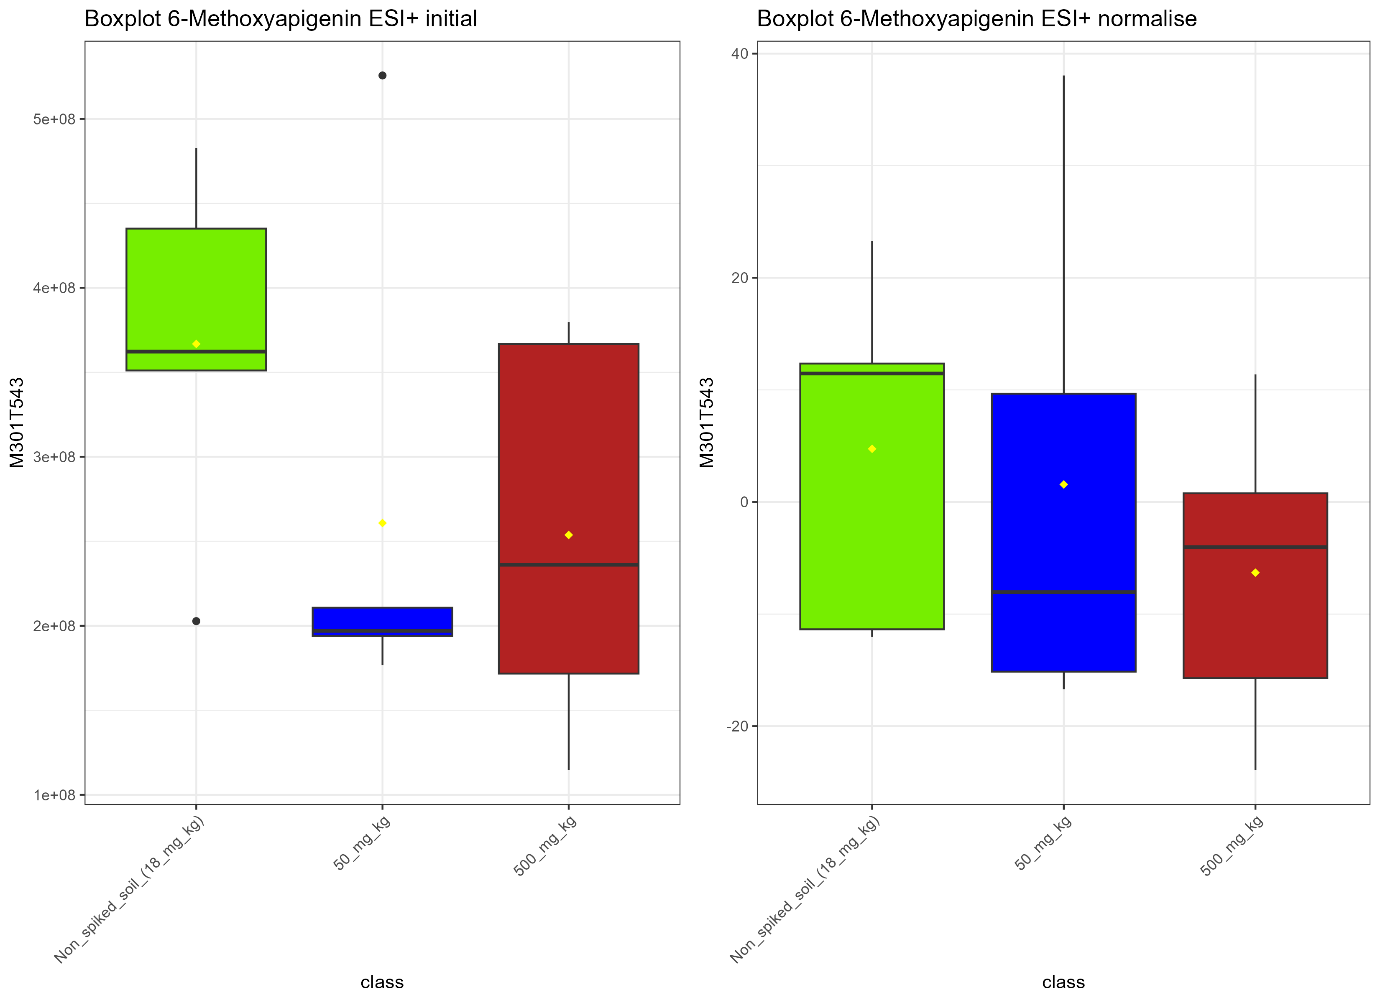 Boxplot 6-Methoxyapigenin ESI+ initial
M301T543
5e+08
4e+08
3e+08
2e+08
1e+08
Non_spiked_soil_(18_mg_kg)
50_mg_kg
500_mg_kg
class
Boxplot 6-Methoxyapigenin ESI+ normalise
M301T543
40
20
0
-20
Non_spiked_soil_(18_mg_kg)
50_mg_kg
500_mg_kg
class